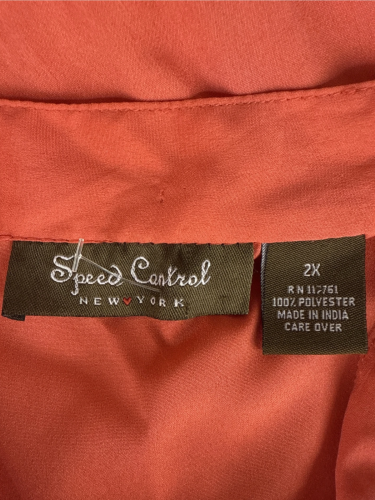 Speed Control
NEW YORK
2X
RN 117761
100% POLYESTER
MADE IN INDIA
CARE OVER